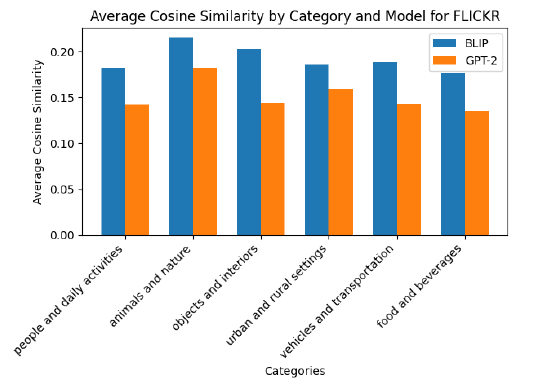 Average Cosine Similarity by Category and Model for FLICKR
BLIP
GPT-2
Average Cosine Similarity
0.20
0.15
0.10
0.05
0.00
people and daily activities
animals and nature
objects and interiors
urban and rural settings
vehicles and transportation
food and beverages
Categories